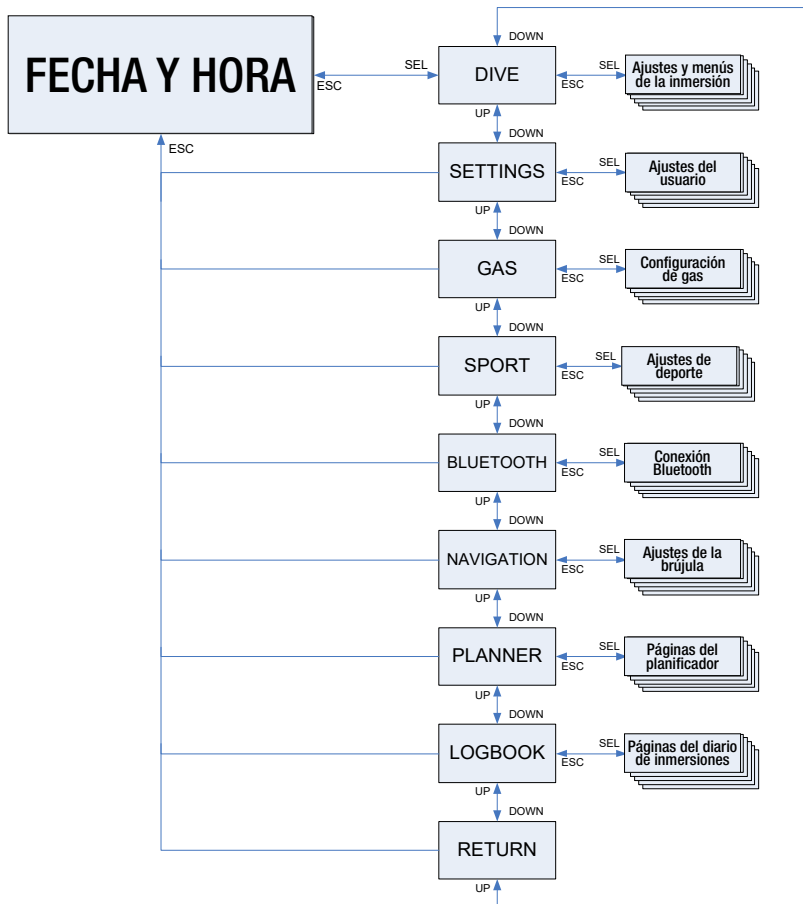 DOWN
FECHA Y HORA
SEL
ESC
DIVE
SEL
ESC
Ajustes y menús
de la inmersión
UP
DOWN
ESC
SETTINGS
SEL
ESC
Ajustes del
usuario
UP
DOWN
GAS
SEL
ESC
Configuración
de gas
UP
DOWN
SPORT
SEL
ESC
Ajustes de
deporte
UP
DOWN
BLUETOOTH
SEL
ESC
Conexión
Bluetooth
UP
DOWN
NAVIGATION
SEL
ESC
Ajustes de la
brújula
UP
DOWN
PLANNER
SEL
ESC
Páginas del
planificador
UP
DOWN
LOGBOOK
SEL
ESC
Páginas del diario
de inmersiones
UP
DOWN
RETURN
UP